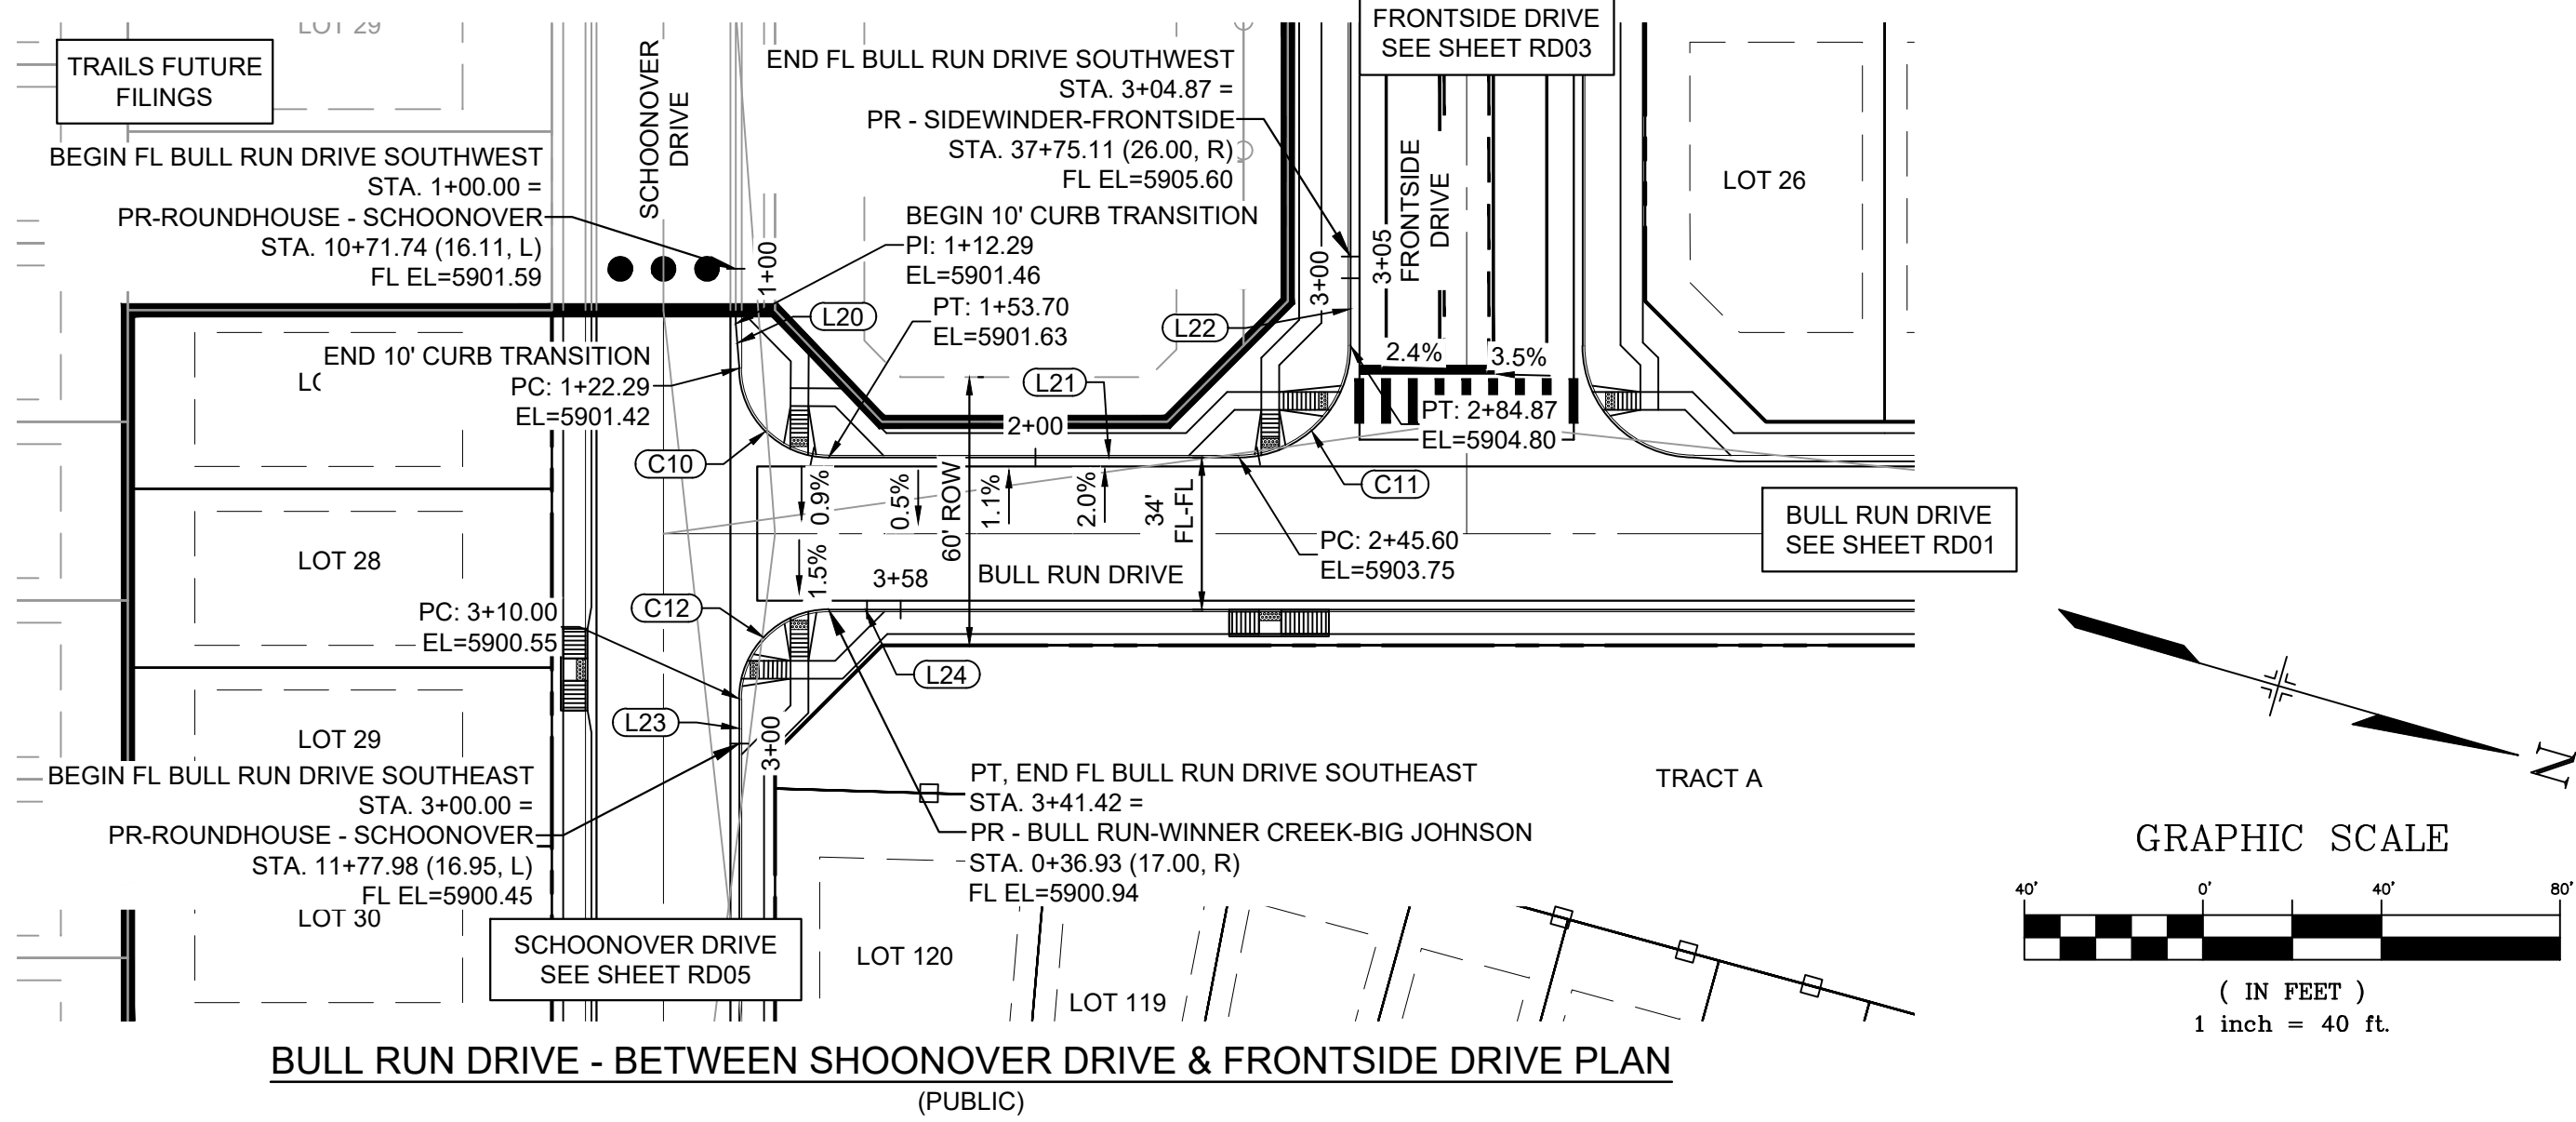 LOT 29
TRAILS FUTURE
FILINGS
SCHOONOVER
DRIVE
END FL BULL RUN DRIVE SOUTHWEST
STA. 3+04.87 =
PR - SIDEWINDER-FRONTSIDE
STA. 37+75.11 (26.00, R)
FL EL=5905.60
FRONTSIDE DRIVE
SEE SHEET RD03
BEGIN FL BULL RUN DRIVE SOUTHWEST
STA. 1+00.00 =
PR-ROUNDHOUSE - SCHOONOVER
STA. 10+71.74 (16.11, L)
FL EL=5901.59
1+00
BEGIN 10' CURB TRANSITION
PI: 1+12.29
EL=5901.46
PT: 1+53.70
EL=5901.63
3+00
3+05
FRONTSIDE
DRIVE
LOT 26
L20
L22
END 10' CURB TRANSITION
PC: 1+22.29
EL=5901.42
L21
2.4%
3.5%
2+00
PT: 2+84.87
EL=5904.80
C10
C11
0.9%
0.5%
60' ROW
1.1%
2.0%
34'
FL-FL
BULL RUN DRIVE
SEE SHEET RD01
LOT 28
PC: 2+45.60
EL=5903.75
1.5%
3+58
BULL RUN DRIVE
PC: 3+10.00
EL=5900.55
C12
L24
L23
3+00
LOT 29
BEGIN FL BULL RUN DRIVE SOUTHEAST
STA. 3+00.00 =
PR-ROUNDHOUSE - SCHOONOVER
STA. 11+77.98 (16.95, L)
FL EL=5900.45
PT, END FL BULL RUN DRIVE SOUTHEAST
STA. 3+41.42 =
PR - BULL RUN-WINNER CREEK-BIG JOHNSON
STA. 0+36.93 (17.00, R)
FL EL=5900.94
TRACT A
N
LOT 30
SCHOONOVER DRIVE
SEE SHEET RD05
LOT 120
LOT 119
GRAPHIC SCALE
40' 0' 40' 80'
( IN FEET )
1 inch = 40 ft.
BULL RUN DRIVE - BETWEEN SHOONOVER DRIVE & FRONTSIDE DRIVE PLAN
(PUBLIC)